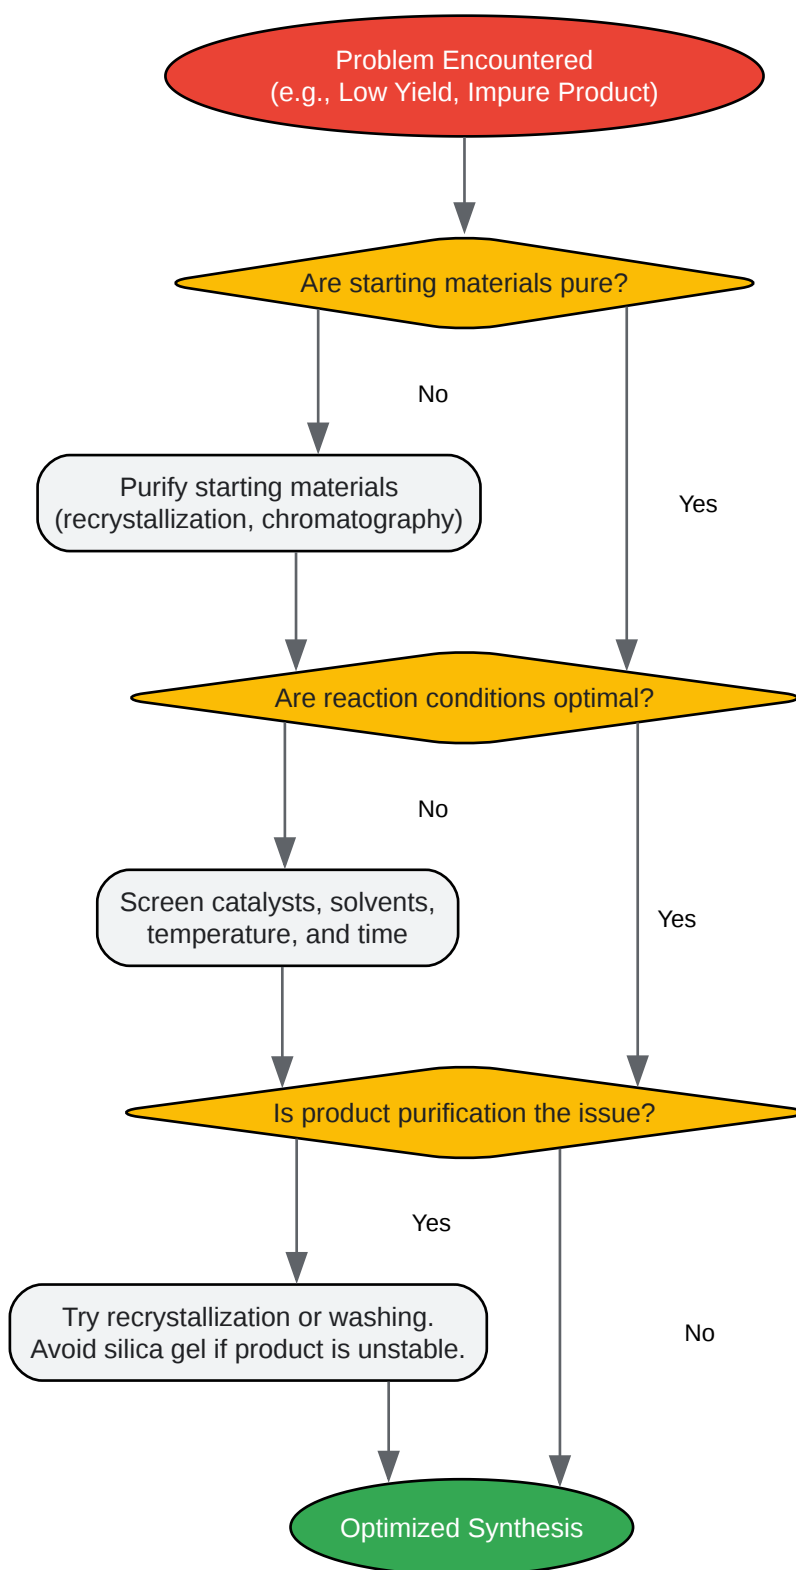 Problem Encountered
(e.g., Low Yield, Impure Product)
Are starting materials pure?
No
Purify starting materials
(recrystallization, chromatography)
Yes
Are reaction conditions optimal?
No
Screen catalysts, solvents,
temperature, and time
Yes
Is product purification the issue?
Yes
Try recrystallization or washing.
Avoid silica gel if product is unstable.
No
Optimized Synthesis